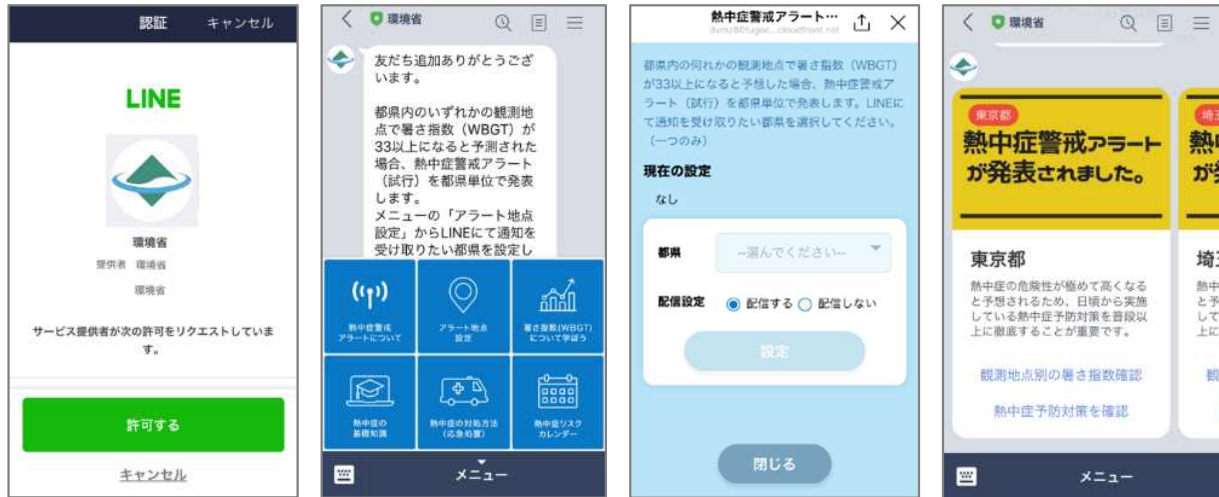 認証
キャンセル
LINE
環境省
提供者 環境省
環境省
サービス提供者が次の許可をリクエストしていま
す。
許可する
キャンセル
環境省
友だち追加ありがとうござ
います。
都県内のいずれかの観測地
点で暑さ指数（WBGT）が
33以上になると予測された
場合、熱中症警戒アラート
（試行）を都県単位で発表
します。
メニューの「アラート地点
設定」からLINEにて通知を
受け取りたい都県を設定し
熱中症警戒
アラートについて
アラート地点
設定
暑さ指数(WBGT)
について学ぼう
熱中症の
基礎知識
熱中症の対処方法
（応急処置）
熱中症リスク
カレンダー
メニュー
熱中症警戒アラート…
都県内の何れかの観測地点で暑さ指数（WBGT）
が33以上になると予想した場合、熱中症警戒ア
ラート（試行）を都県単位で発表します。LINEに
て通知を受け取りたい都県を選択してください。
（一つのみ）
現在の設定
なし
都県
--選んでください--
配信設定
配信する
配信しない
設定
閉じる
環境省
東京都
熱中症警戒アラート
が発表されました。
東京都
熱中症の危険性が極めて高くなる
と予想されるため、日頃から実施
している熱中症予防対策を普段以
上に徹底することが重要です。
観測地点別の暑さ指数確認
熱中症予防対策を確認
メニュー